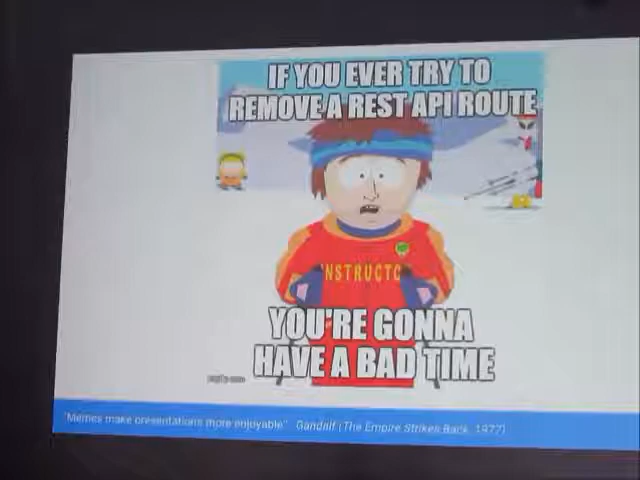 IF YOU EVER TRY TO
REMOVE A REST API ROUTE
INSTRUCTO
YOU'RE GONNA
HAVE A BAD TIME
"Memes make presentations more enjoyable" - Gandalf (The Empire Strikes Back, 1977)